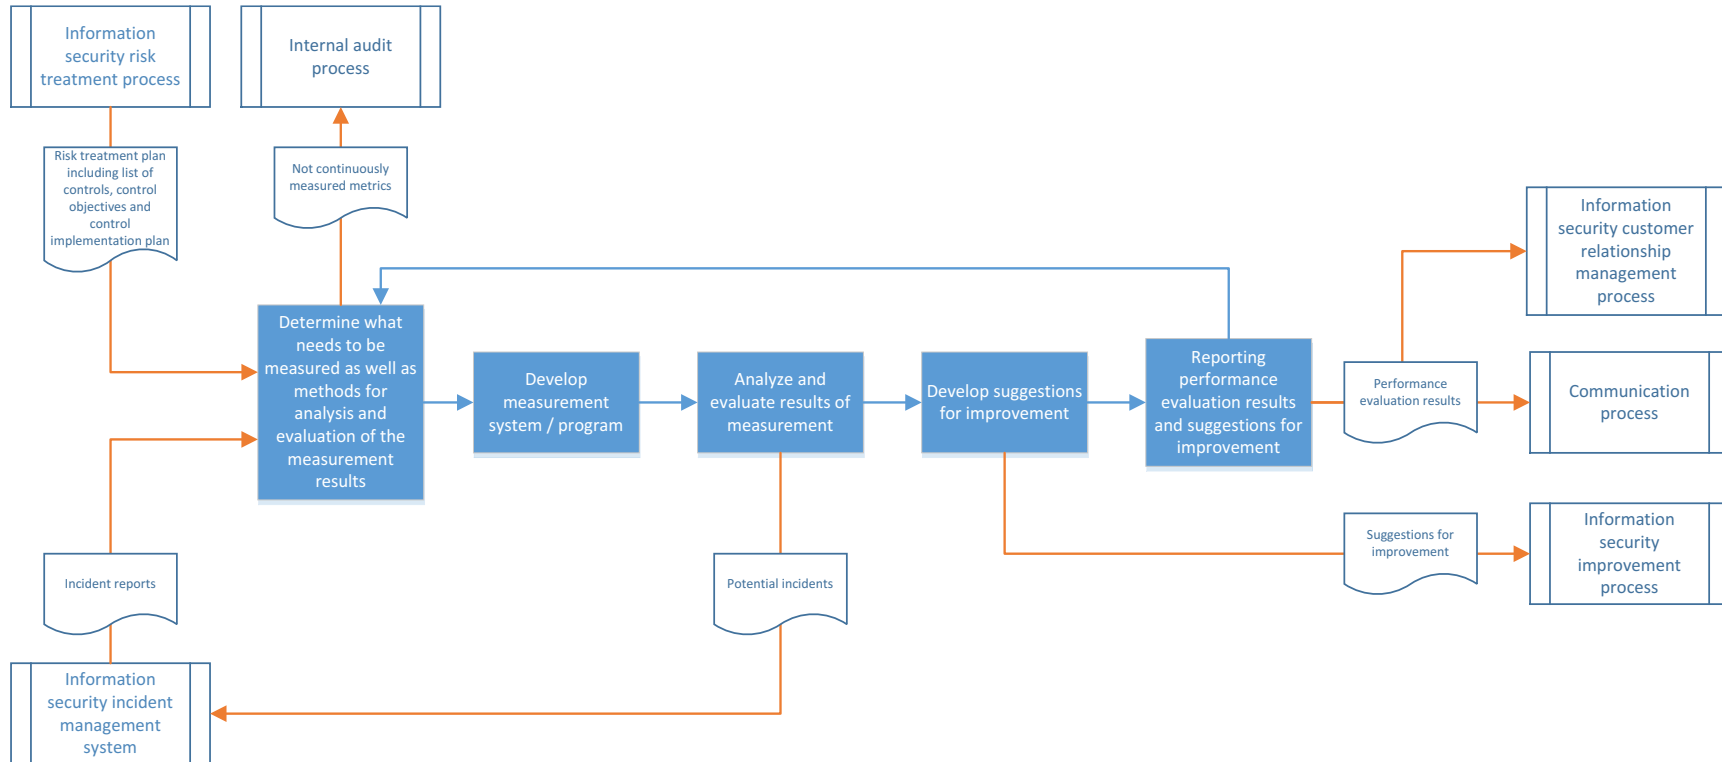 Information
security risk
treatment process
Internal audit
process
Risk treatment plan
including list of
controls, control
objectives and
control
implementation plan
Not continuously
measured metrics
Information
security customer
relationship
management
process
Determine what
needs to be
measured as well as
methods for
analysis and
evaluation of the
measurement
results
Develop
measurement
system / program
Analyze and
evaluate results of
measurement
Develop suggestions
for improvement
Reporting
performance
evaluation results
and suggestions for
improvement
Performance
evaluation results
Communication
process
Incident reports
Potential incidents
Suggestions for
improvement
Information
security
improvement
process
Information
security incident
management
system